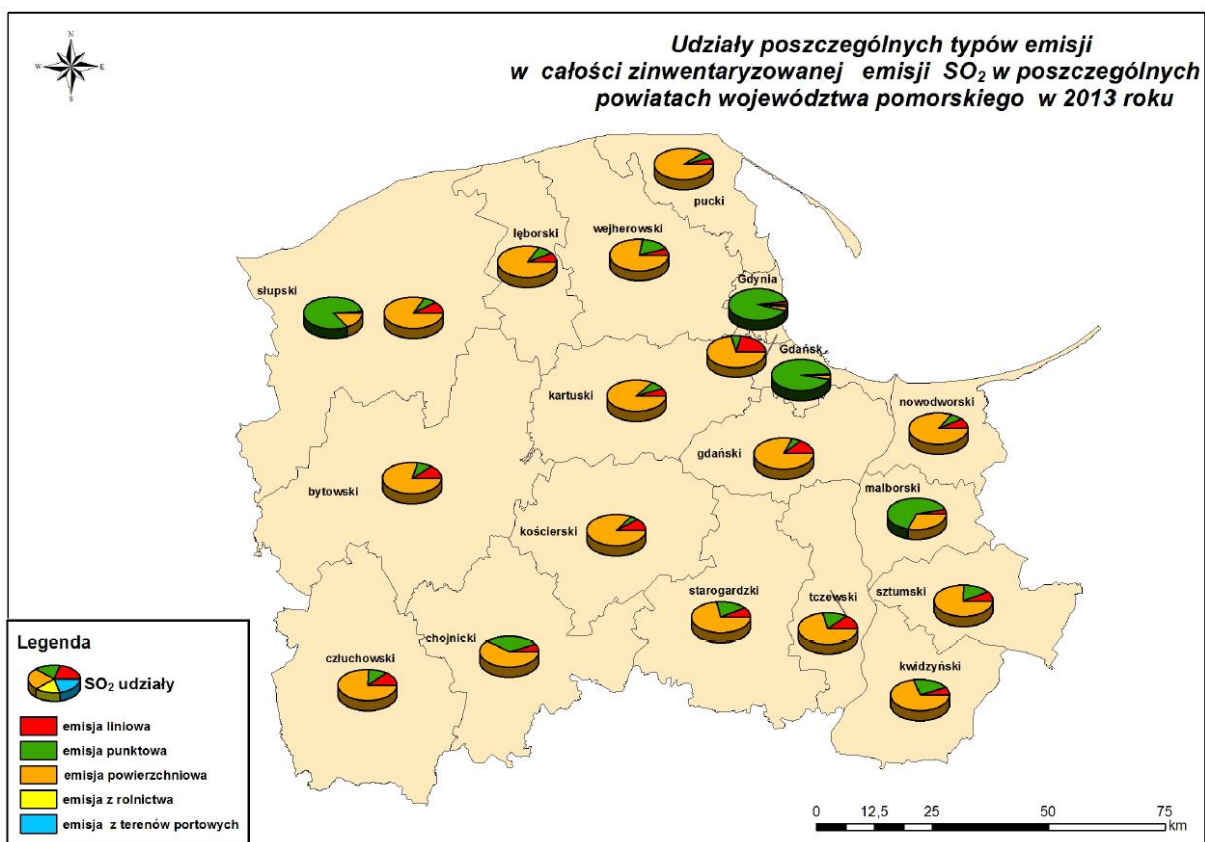 Udziały poszczególnych typów emisji
w całości zinwentaryzowanej emisji SO₂ w poszczególnych
powiatach województwa pomorskiego w 2013 roku
N
W E
S
pucki
lęborski
wejherowski
Gdynia
słupski
Gdańsk
kartuski
nowodworski
gdański
malborski
bytowski
kościerski
starogardzki
tczewski
sztumski
chojnicki
człuchowski
kwidzyński
Legenda
SO₂ udziały
emisja liniowa
emisja punktowa
emisja powierzchniowa
emisja z rolnictwa
emisja z terenów portowych
0 12,5 25 50 75
km